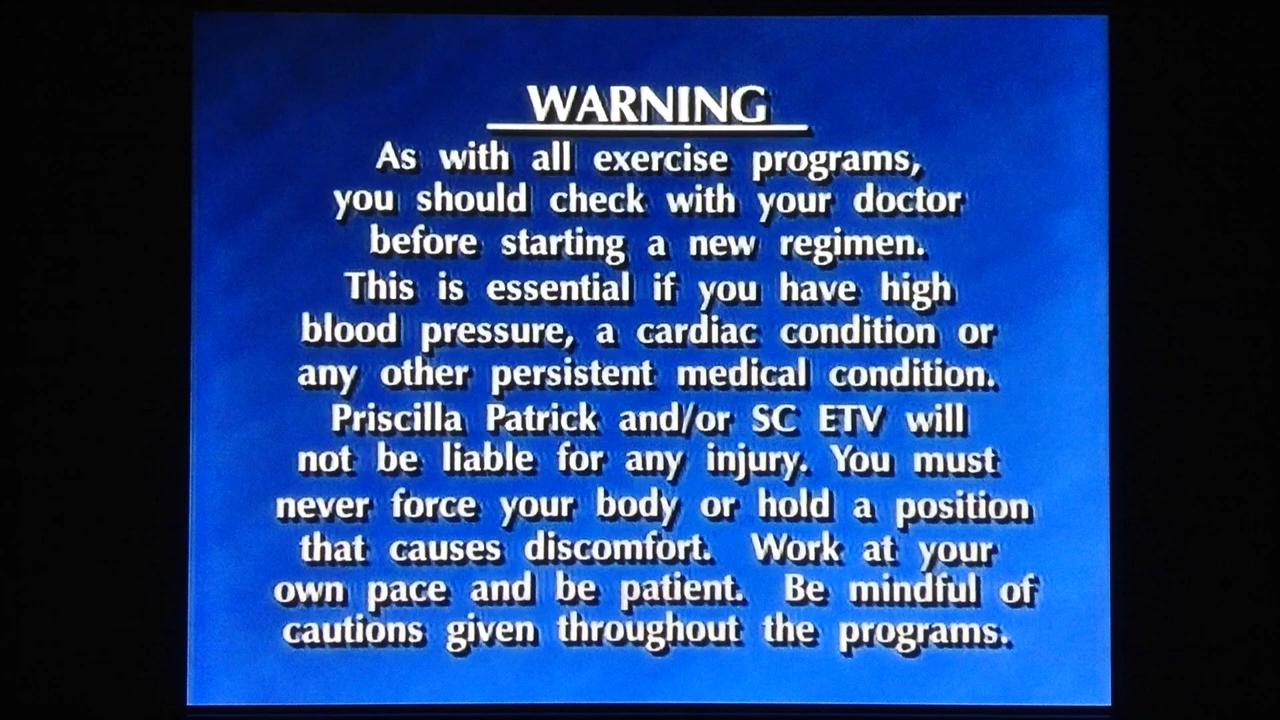 WARNING
As with all exercise programs,
you should check with your doctor
before starting a new regimen.
This is essential if you have high
blood pressure, a cardiac condition or
any other persistent medical condition.
Priscilla Patrick and/or SC ETV will
not be liable for any injury. You must
never force your body or hold a position
that causes discomfort. Work at your
own pace and be patient. Be mindful of
cautions given throughout the programs.